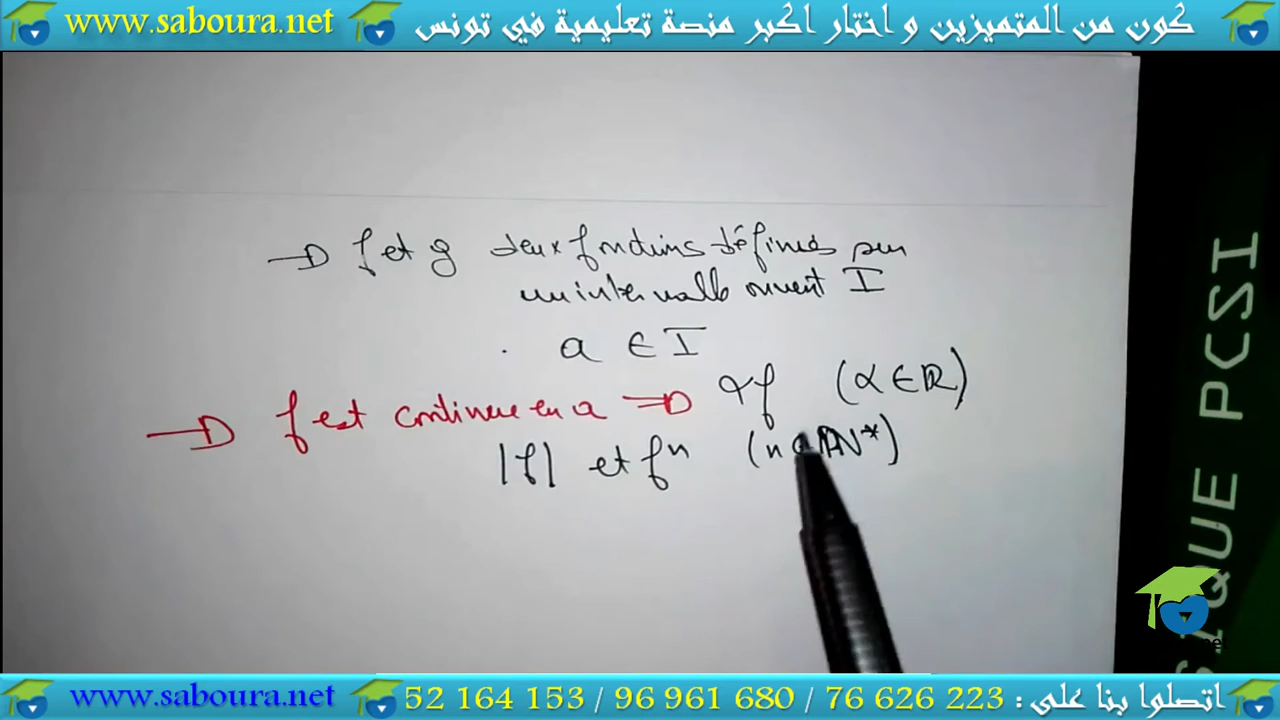 www.saboura.net كون من المتميزين و اختار اكبر منصة تعليمية في تونس
→ f et g deux fonctions définies sur
un intervalle ouvert I
. a ∈ I
→ f est continue en a ⇒ αf (α ∈ ℝ)
|f| et fⁿ (n ∈ ℕ*)
SIQUE PCSI
www.saboura.net 52 164 153 / 96 961 680 / 76 626 223 : اتصلوا بنا على